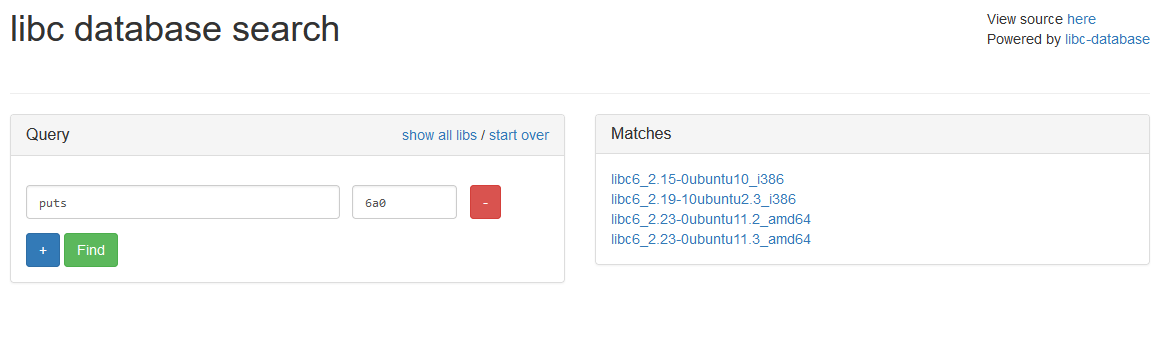 libc database search
View source here
Powered by libc-database
Query
show all libs / start over
puts
6a0
-
+
Find
Matches
libc6_2.15-0ubuntu10_i386
libc6_2.19-10ubuntu2.3_i386
libc6_2.23-0ubuntu11.2_amd64
libc6_2.23-0ubuntu11.3_amd64